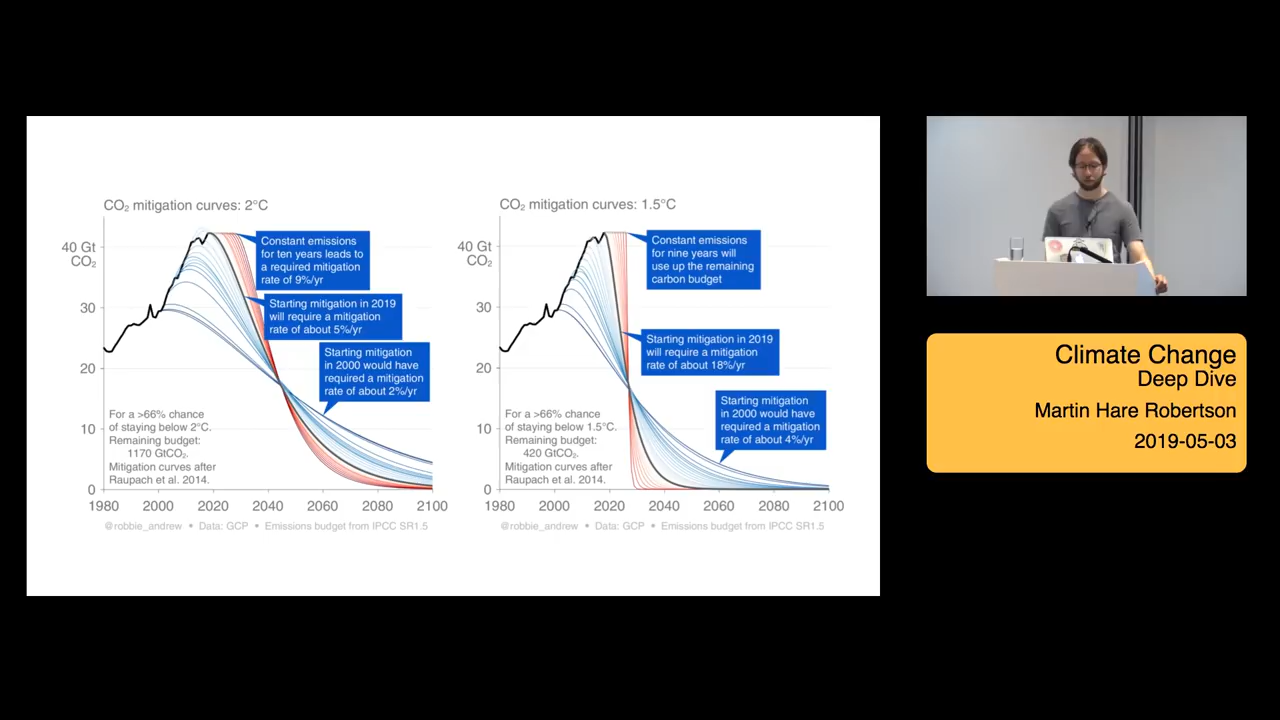 CO₂ mitigation curves: 2°C
40 Gt
CO₂
30
20
10
0
1980
2000
2020
2040
2060
2080
2100
Constant emissions
for ten years leads to
a required mitigation
rate of 9%/yr
Starting mitigation in 2019
will require a mitigation
rate of about 5%/yr
Starting mitigation
in 2000 would have
required a mitigation
rate of about 2%/yr
For a >66% chance
of staying below 2°C.
Remaining budget:
1170 GtCO₂.
Mitigation curves after
Raupach et al. 2014.
@robbie_andrew • Data: GCP • Emissions budget from IPCC SR1.5
CO₂ mitigation curves: 1.5°C
40 Gt
CO₂
30
20
10
0
1980
2000
2020
2040
2060
2080
2100
Constant emissions
for nine years will
use up the remaining
carbon budget
Starting mitigation in 2019
will require a mitigation
rate of about 18%/yr
Starting mitigation
in 2000 would have
required a mitigation
rate of about 4%/yr
For a >66% chance
of staying below 1.5°C.
Remaining budget:
420 GtCO₂.
Mitigation curves after
Raupach et al. 2014.
@robbie_andrew • Data: GCP • Emissions budget from IPCC SR1.5
Climate Change
Deep Dive
Martin Hare Robertson
2019-05-03